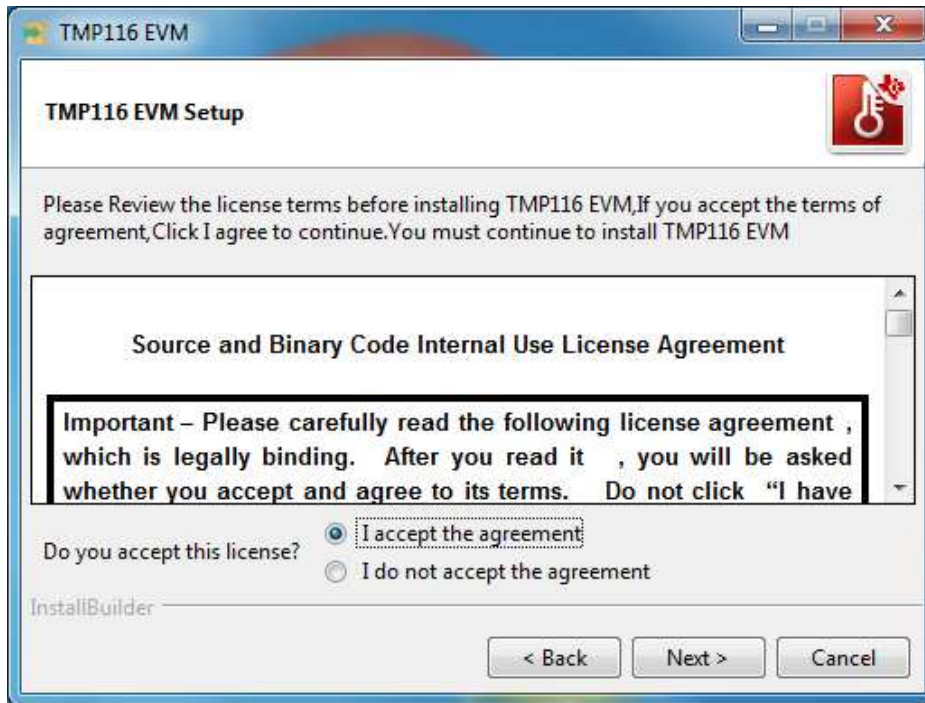 TMP116 EVM
TMP116 EVM Setup
Please Review the license terms before installing TMP116 EVM,If you accept the terms of
agreement,Click I agree to continue.You must continue to install TMP116 EVM
Source and Binary Code Internal Use License Agreement
Important – Please carefully read the following license agreement ,
which is legally binding. After you read it , you will be asked
whether you accept and agree to its terms. Do not click “I have
Do you accept this license?
I accept the agreement
I do not accept the agreement
InstallBuilder
< Back Next > Cancel